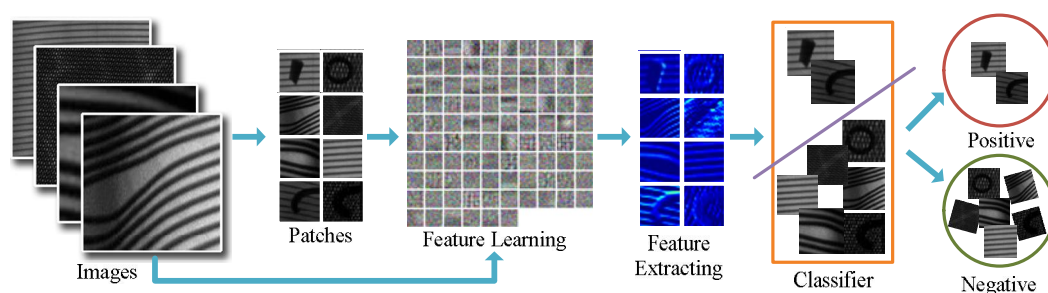 Images
Patches
Feature Learning
Feature
Extracting
Classifier
Positive
Negative